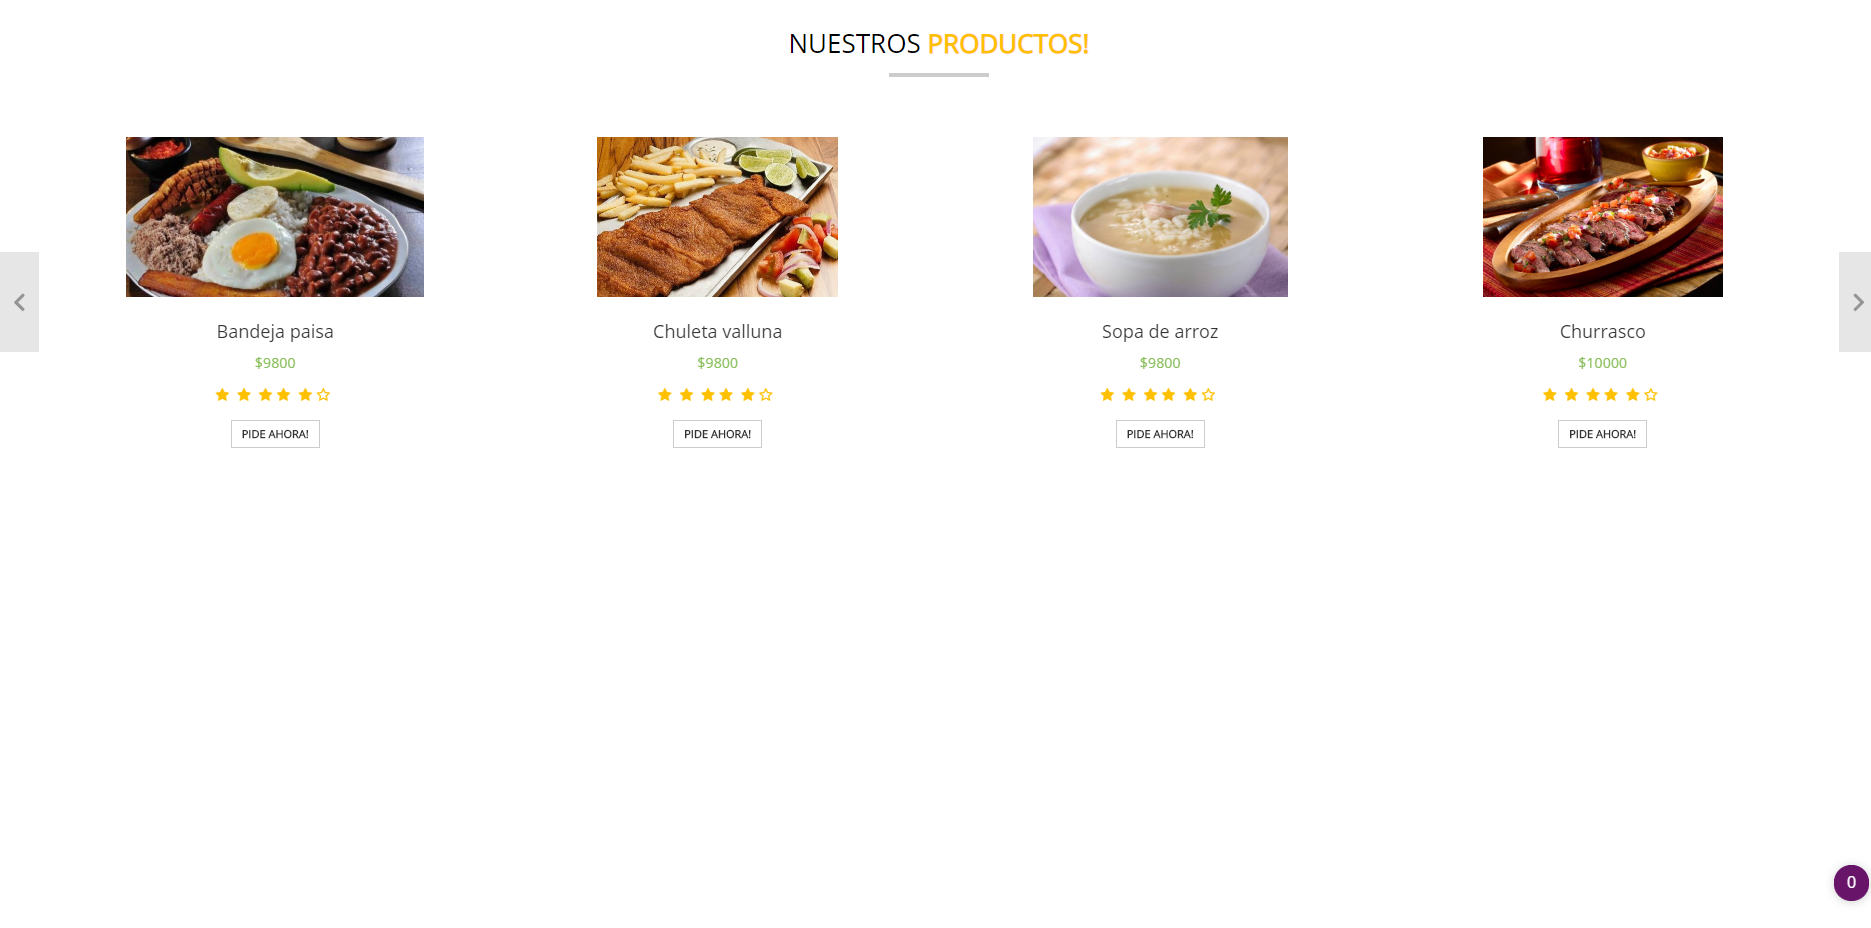 NUESTROS PRODUCTOS!
Bandeja paisa
$9800
PIDE AHORA!
Chuleta valluna
$9800
PIDE AHORA!
Sopa de arroz
$9800
PIDE AHORA!
Churrasco
$10000
PIDE AHORA!
0